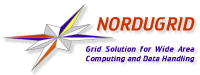 NORDUGRID
Grid Solution for Wide Area
Computing and Data Handling